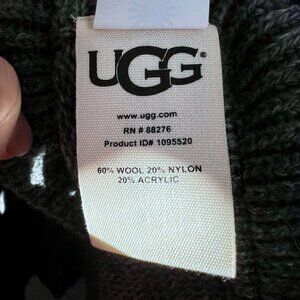 UGG®
www.ugg.com
RN # 88276
Product ID# 1095520
60% WOOL 20% NYLON
20% ACRYLIC